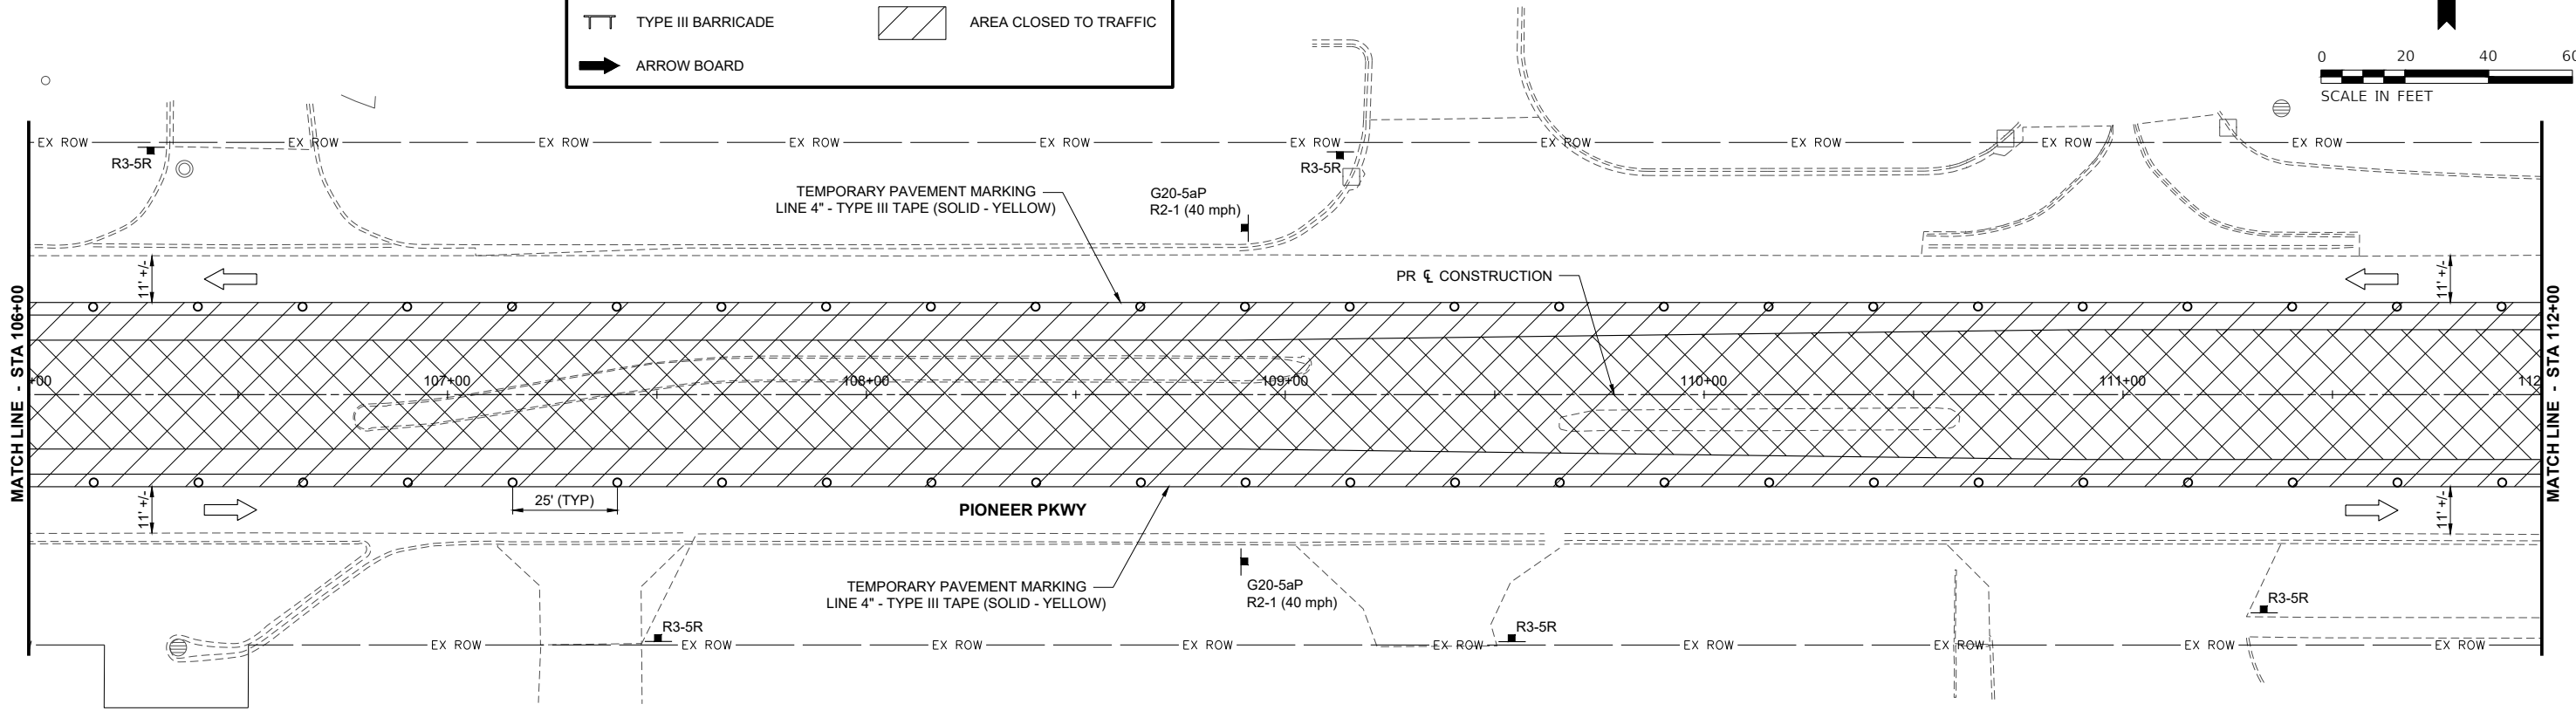 TYPE III BARRICADE
AREA CLOSED TO TRAFFIC
ARROW BOARD
0 20 40 60
SCALE IN FEET
EX ROW EX ROW EX ROW EX ROW EX ROW EX ROW EX ROW EX ROW EX ROW EX ROW
R3-5R
R3-5R
TEMPORARY PAVEMENT MARKING
LINE 4" - TYPE III TAPE (SOLID - YELLOW)
G20-5aP
R2-1 (40 mph)
11' +/-
PR ℄ CONSTRUCTION
11' +/-
MATCH LINE - STA 106+00
MATCH LINE - STA 112+00
+00 107+00 108+00 109+00 110+00 111+00 112
11' +/-
25' (TYP)
PIONEER PKWY
11' +/-
TEMPORARY PAVEMENT MARKING
LINE 4" - TYPE III TAPE (SOLID - YELLOW)
G20-5aP
R2-1 (40 mph)
R3-5R
R3-5R
R3-5R
EX ROW EX ROW EX ROW EX ROW EX ROW EX ROW EX ROW EX ROW EX ROW